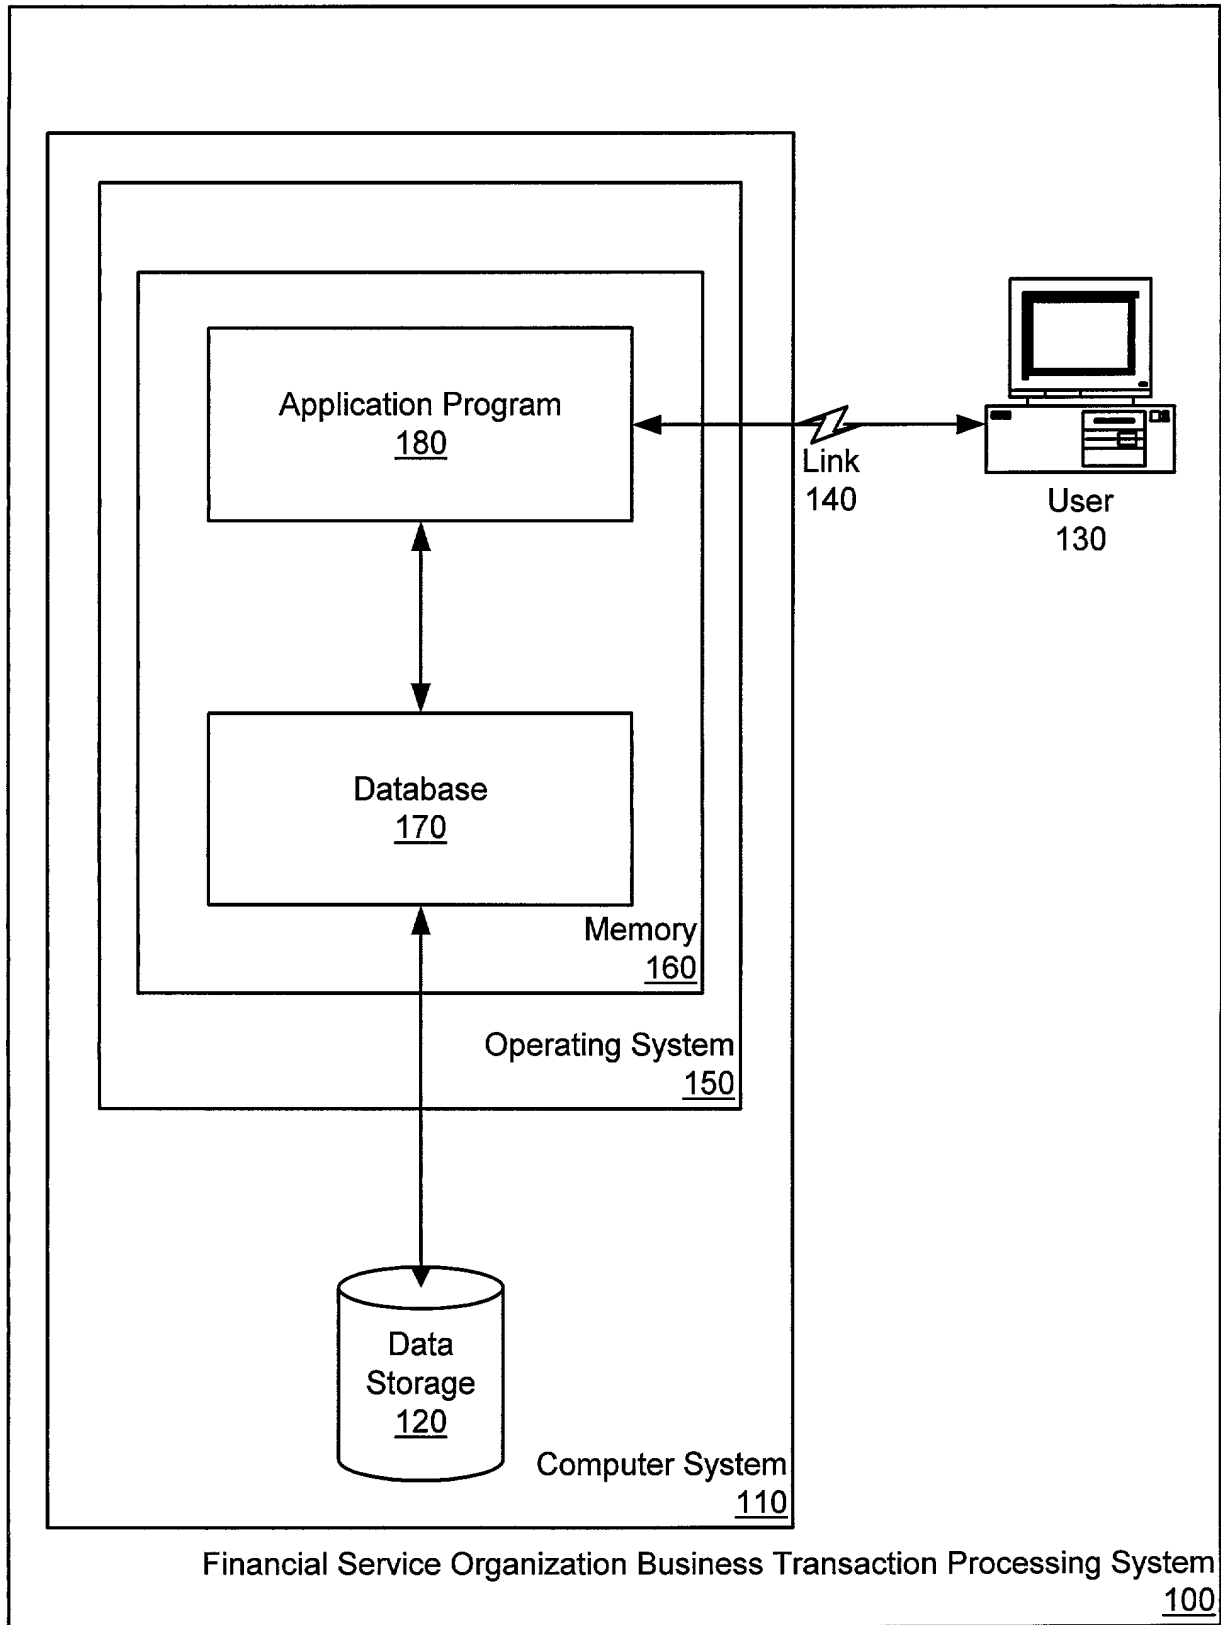 Application Program
180
Link
140
User
130
Database
170
Memory
160
Operating System
150
Data
Storage
120
Computer System
110
Financial Service Organization Business Transaction Processing System
100